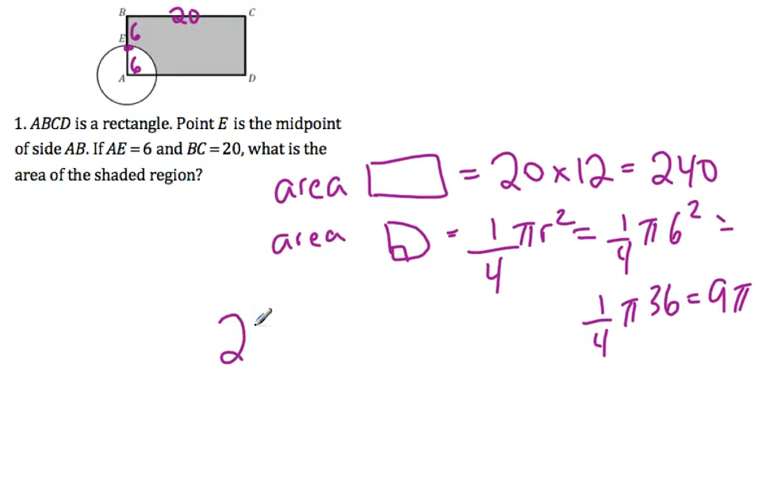 B 20 C
E 6
A 6 D
1. ABCD is a rectangle. Point E is the midpoint
of side AB. If AE = 6 and BC = 20, what is the
area of the shaded region?
area = 20 x 12 = 240
area = 1/4 πr² = 1/4 π6² =
1/4 π 36 = 9π
2